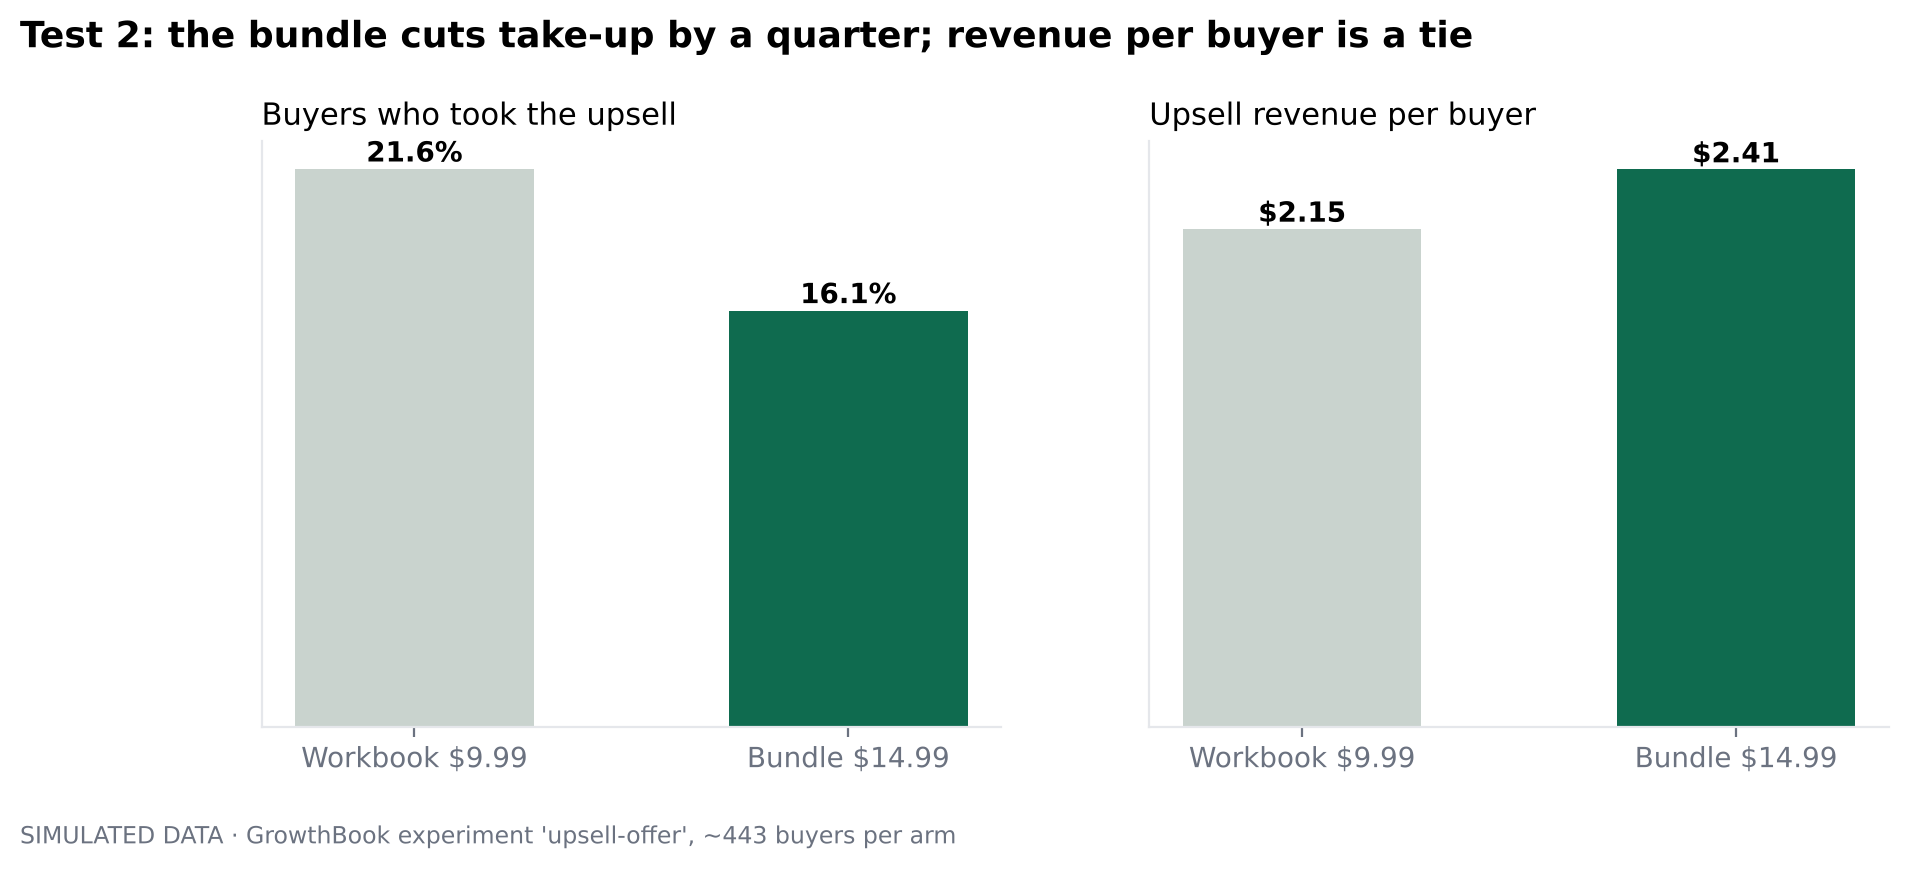 Test 2: the bundle cuts take-up by a quarter; revenue per buyer is a tie
Buyers who took the upsell
21.6%
16.1%
Workbook $9.99
Bundle $14.99
Upsell revenue per buyer
$2.15
$2.41
Workbook $9.99
Bundle $14.99
SIMULATED DATA · GrowthBook experiment 'upsell-offer', ~443 buyers per arm